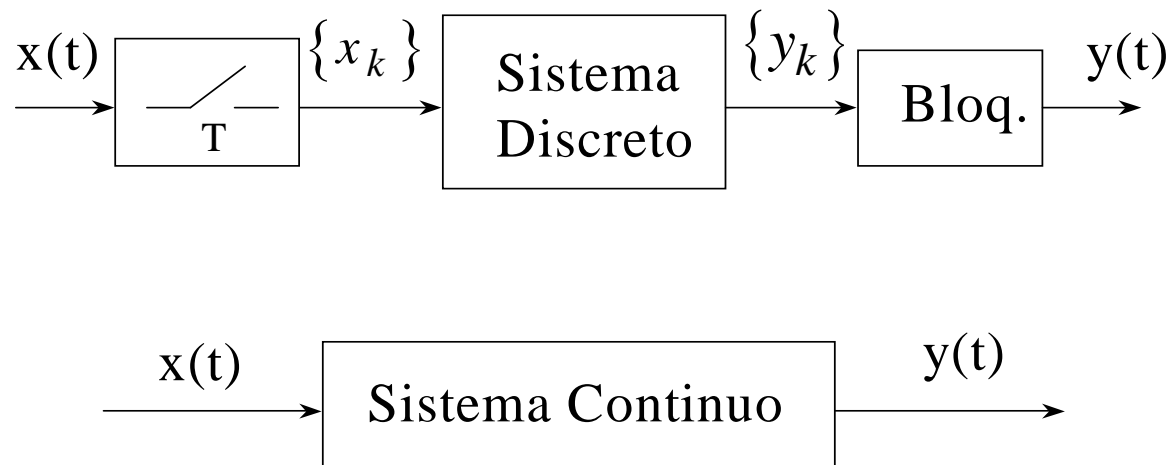 x(t)
T
{x_k}
Sistema
Discreto
{y_k}
Bloq.
y(t)
x(t)
Sistema Continuo
y(t)